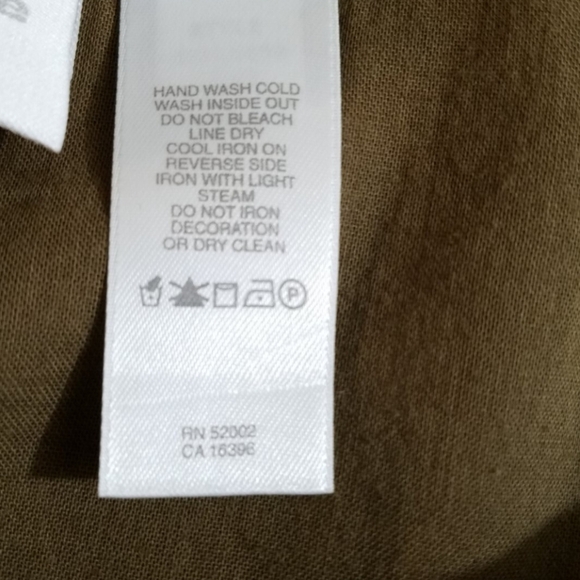 HAND WASH COLD
WASH INSIDE OUT
DO NOT BLEACH
LINE DRY
COOL IRON ON
REVERSE SIDE
IRON WITH LIGHT
STEAM
DO NOT IRON
DECORATION
OR DRY CLEAN
P
RN 52002
CA 16396